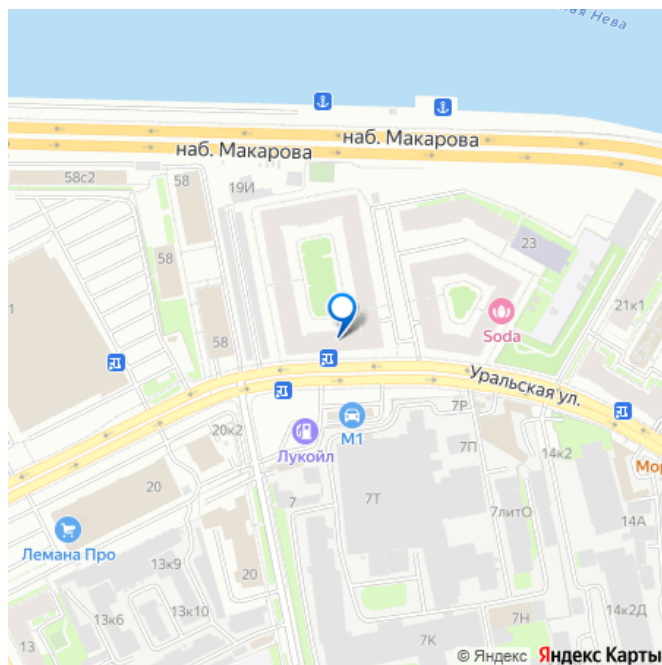 ная Нева
наб. Макарова
наб. Макарова
58с2
58
19И
23
58
21к1
1
58
Soda
Уральская ул.
7Р
М1
20к2
Лукойл
7П
14к2
Мор
20
7
7Т
7литО
14А
Лемана Про
13к9
20
13к6
13к10
7Н
14к2Д
13
7К
© Яндекс Яндекс Карты